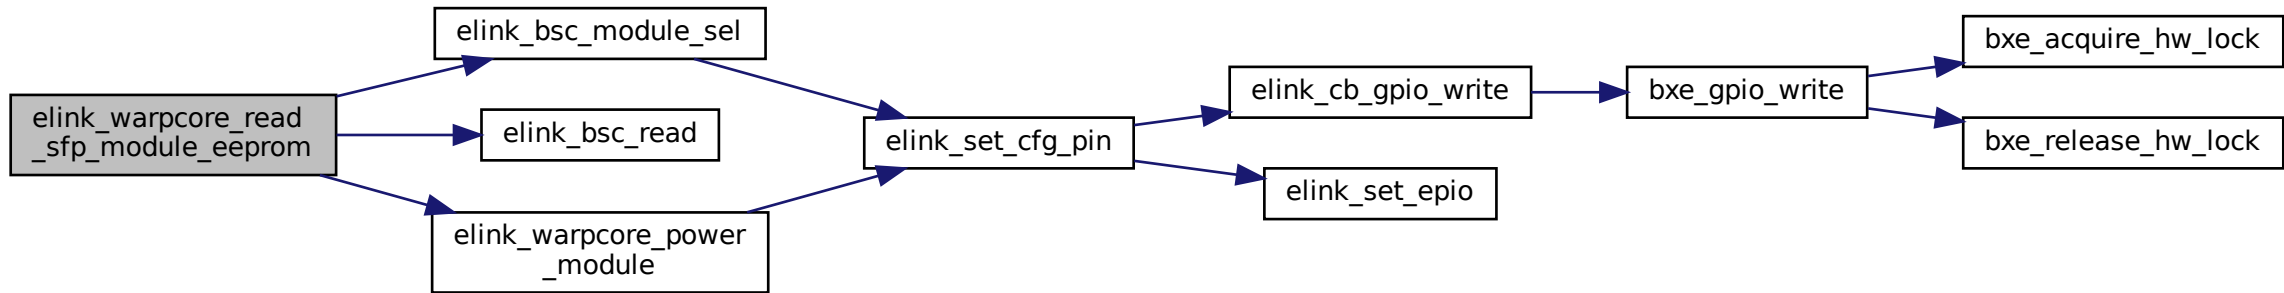 elink_warpcore_read
_sfp_module_eeprom
elink_bsc_module_sel
elink_bsc_read
elink_warpcore_power
_module
elink_set_cfg_pin
elink_cb_gpio_write
elink_set_epio
bxe_gpio_write
bxe_acquire_hw_lock
bxe_release_hw_lock